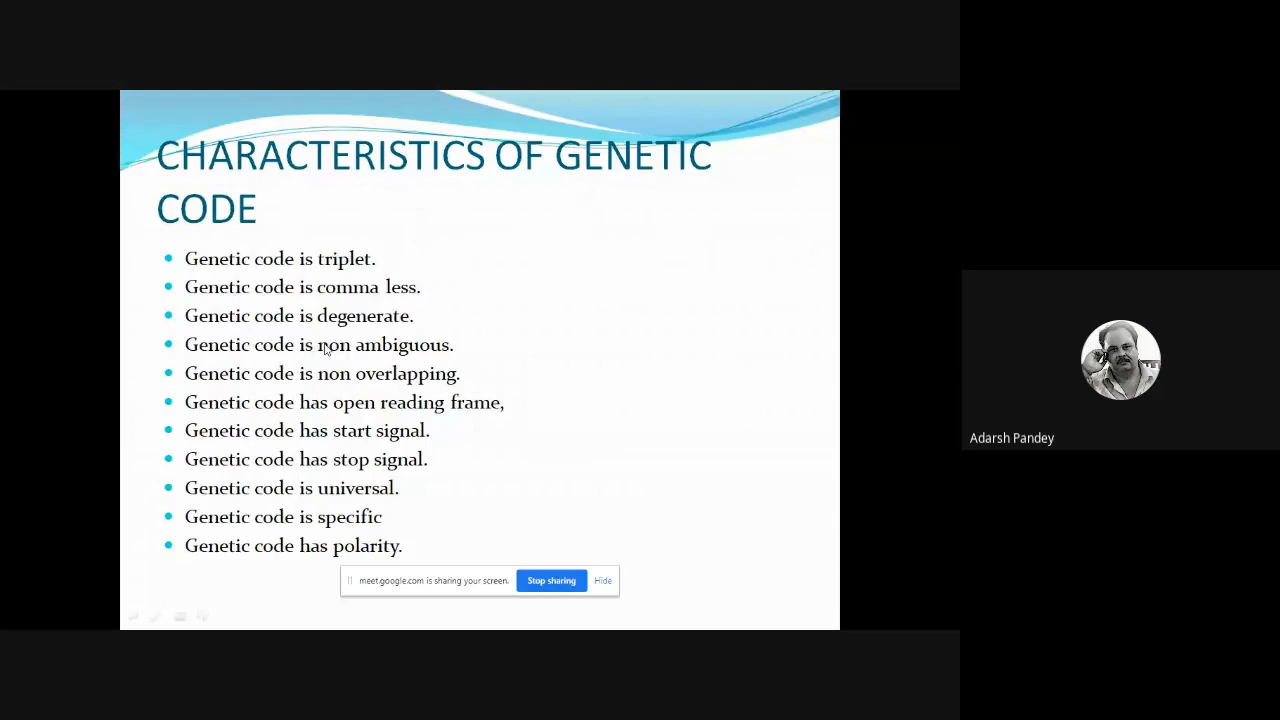 CHARACTERISTICS OF GENETIC
CODE
Genetic code is triplet.
Genetic code is comma less.
Genetic code is degenerate.
Genetic code is non ambiguous.
Genetic code is non overlapping.
Genetic code has open reading frame,
Genetic code has start signal.
Genetic code has stop signal.
Genetic code is universal.
Genetic code is specific
Genetic code has polarity.
meet.google.com is sharing your screen. Stop sharing Hide
Adarsh Pandey